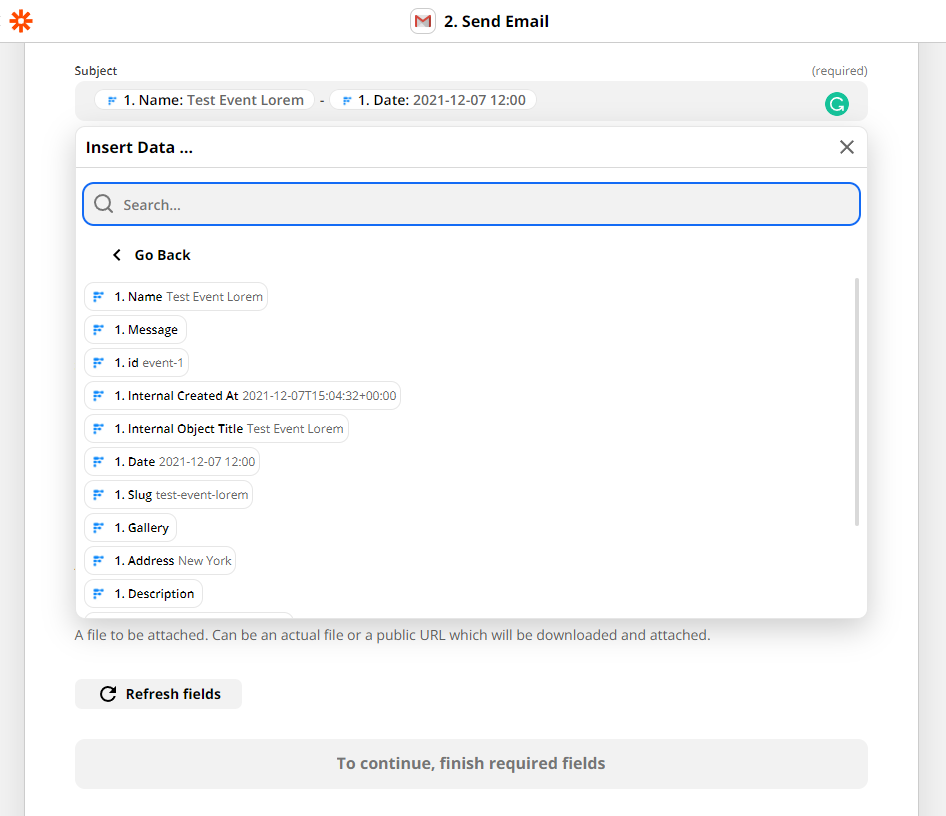 2. Send Email
Subject (required)
1. Name: Test Event Lorem - 1. Date: 2021-12-07 12:00
Insert Data ...
Search...
Go Back
1. Name Test Event Lorem
1. Message
1. id event-1
1. Internal Created At 2021-12-07T15:04:32+00:00
1. Internal Object Title Test Event Lorem
1. Date 2021-12-07 12:00
1. Slug test-event-lorem
1. Gallery
1. Address New York
1. Description
A file to be attached. Can be an actual file or a public URL which will be downloaded and attached.
Refresh fields
To continue, finish required fields